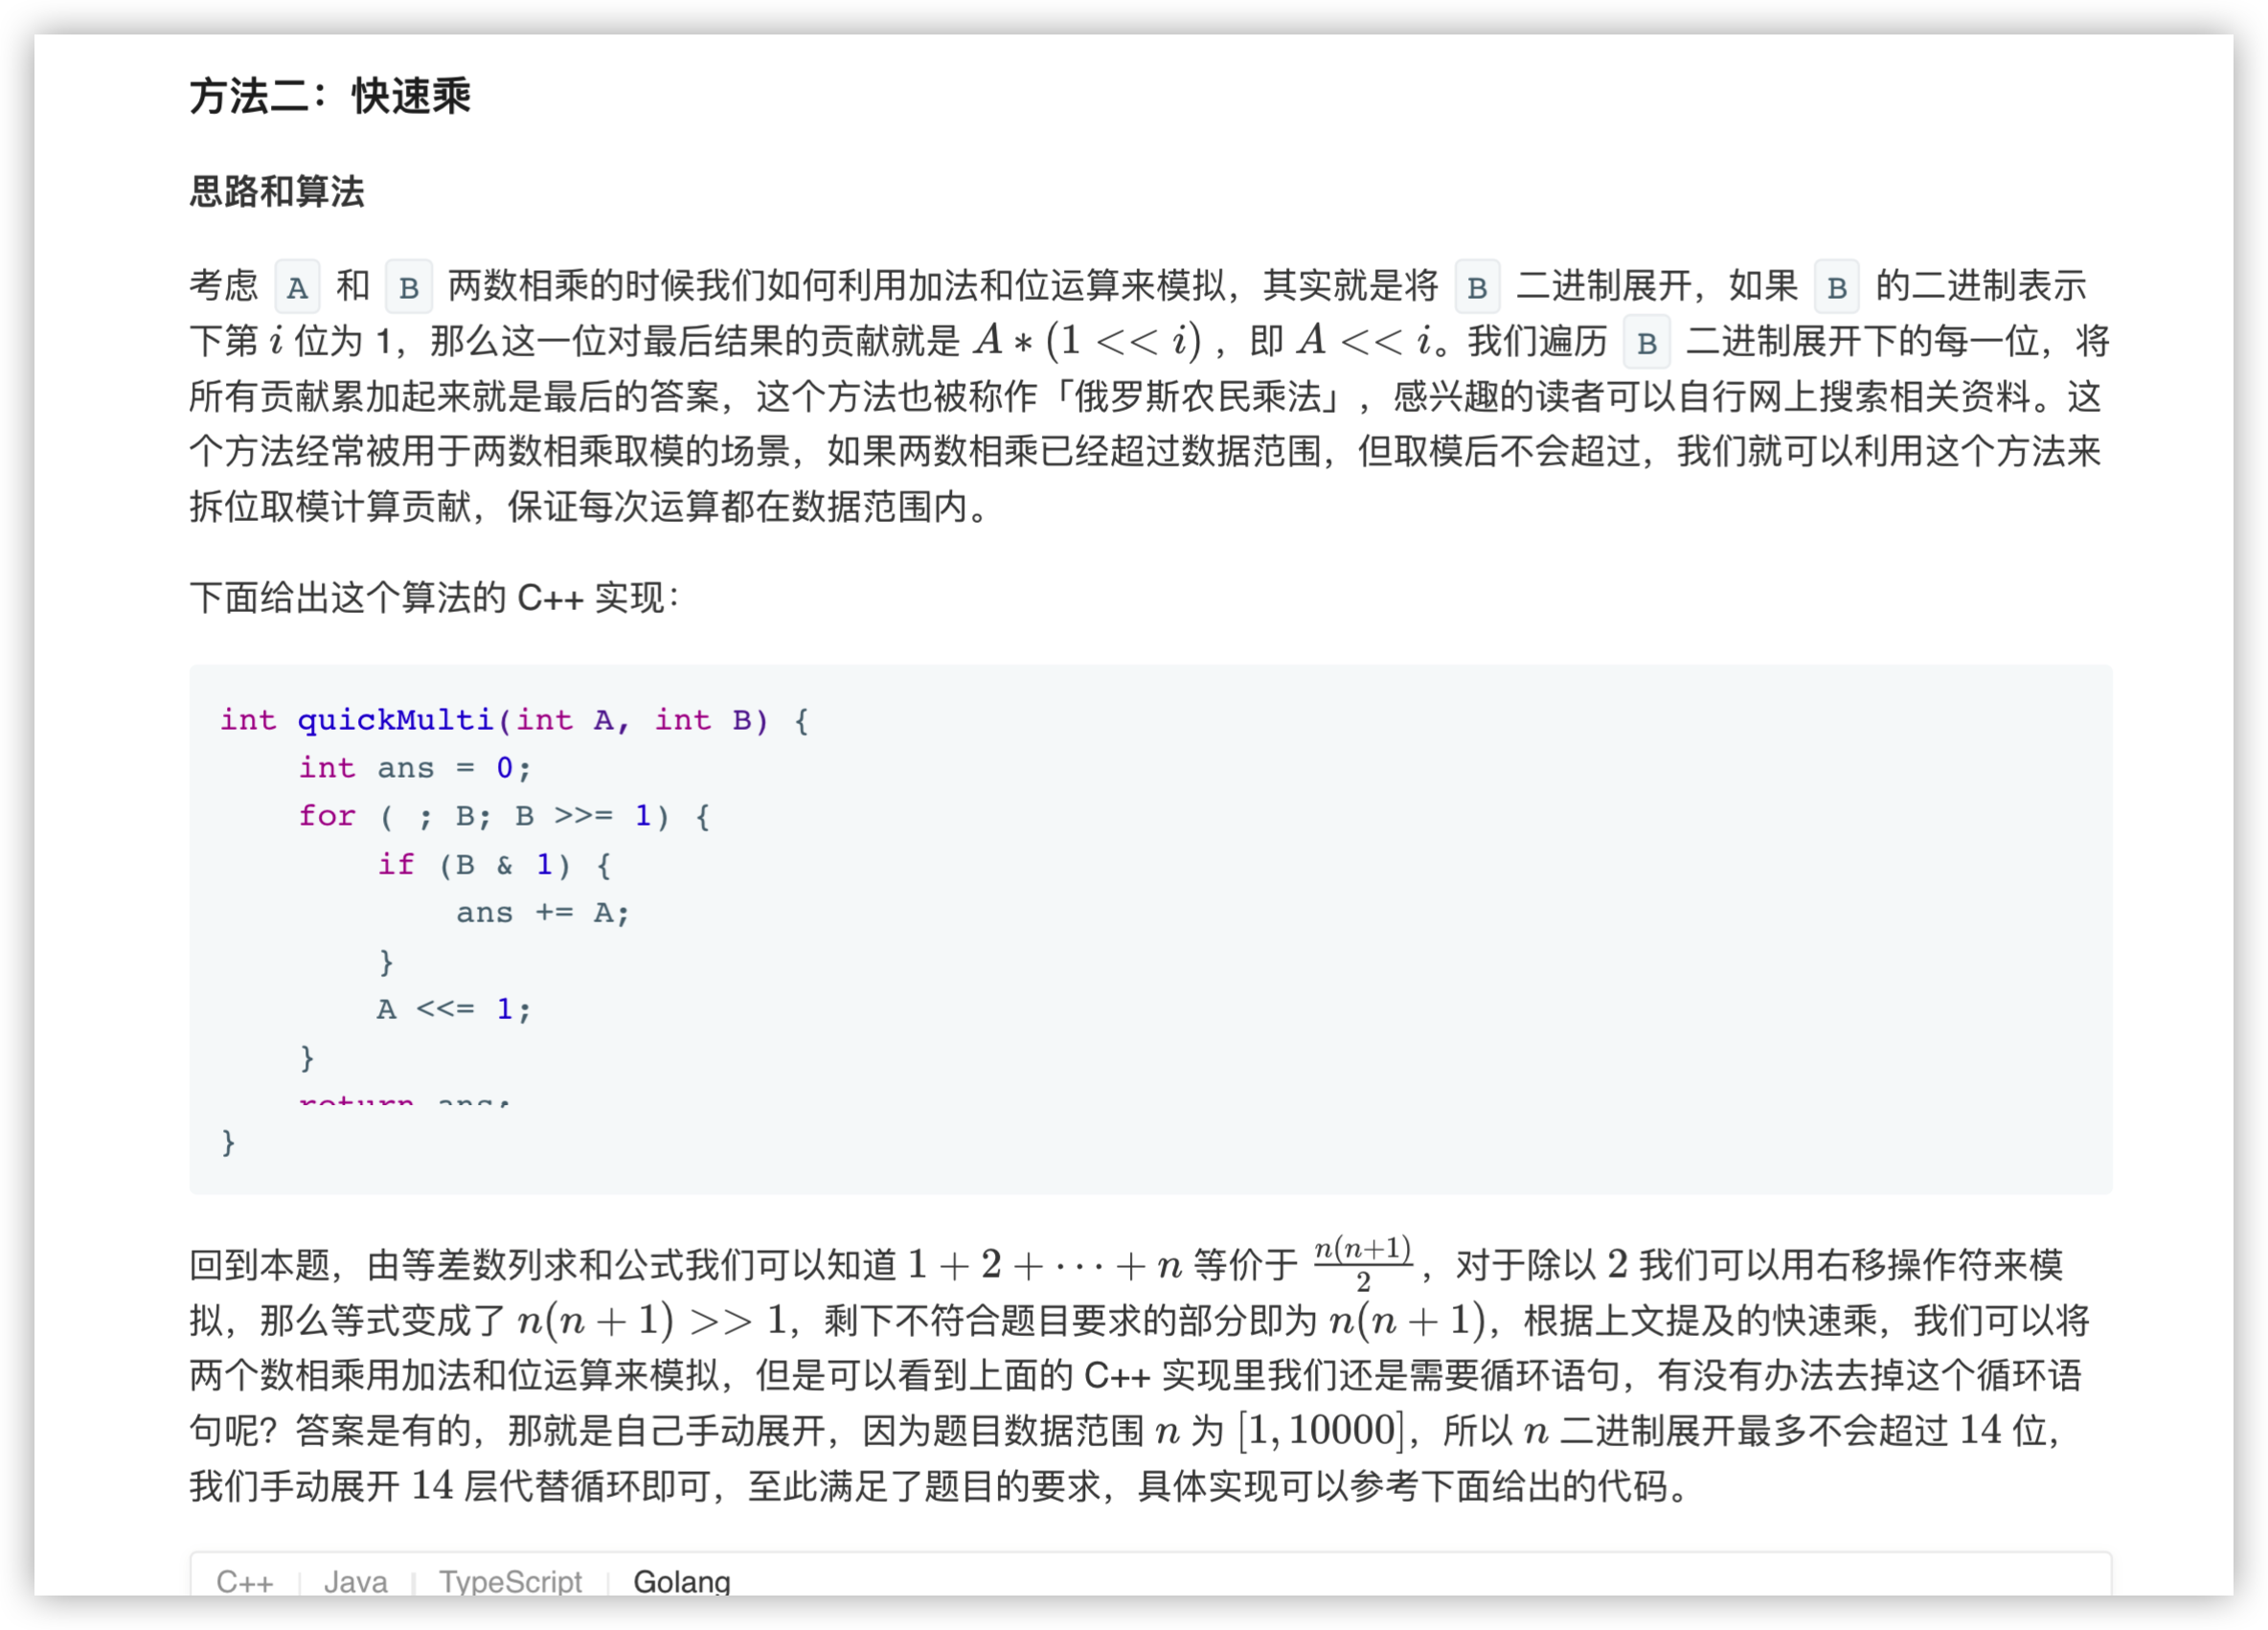 方法二：快速乘
思路和算法
考虑 A 和 B 两数相乘的时候我们如何利用加法和位运算来模拟，其实就是将 B 二进制展开，如果 B 的二进制表示
下第 i 位为 1，那么这一位对最后结果的贡献就是 A ∗ (1 << i) ，即 A << i。我们遍历 B 二进制展开下的每一位，将
所有贡献累加起来就是最后的答案，这个方法也被称作「俄罗斯农民乘法」，感兴趣的读者可以自行网上搜索相关资料。这
个方法经常被用于两数相乘取模的场景，如果两数相乘已经超过数据范围，但取模后不会超过，我们就可以利用这个方法来
拆位取模计算贡献，保证每次运算都在数据范围内。
下面给出这个算法的 C++ 实现：
int quickMulti(int A, int B) {
    int ans = 0;
    for ( ; B; B >>= 1) {
        if (B & 1) {
            ans += A;
        }
        A <<= 1;
    }
    return ans;
}
回到本题，由等差数列求和公式我们可以知道 1 + 2 + ⋯ + n 等价于 n(n+1)/2，对于除以 2 我们可以用右移操作符来模
拟，那么等式变成了 n(n + 1) >> 1，剩下不符合题目要求的部分即为 n(n + 1)，根据上文提及的快速乘，我们可以将
两个数相乘用加法和位运算来模拟，但是可以看到上面的 C++ 实现里我们还是需要循环语句，有没有办法去掉这个循环语
句呢？答案是有的，那就是自己手动展开，因为题目数据范围 n 为 [1, 10000]，所以 n 二进制展开最多不会超过 14 位，
我们手动展开 14 层代替循环即可，至此满足了题目的要求，具体实现可以参考下面给出的代码。
C++ | Java | TypeScript | Golang